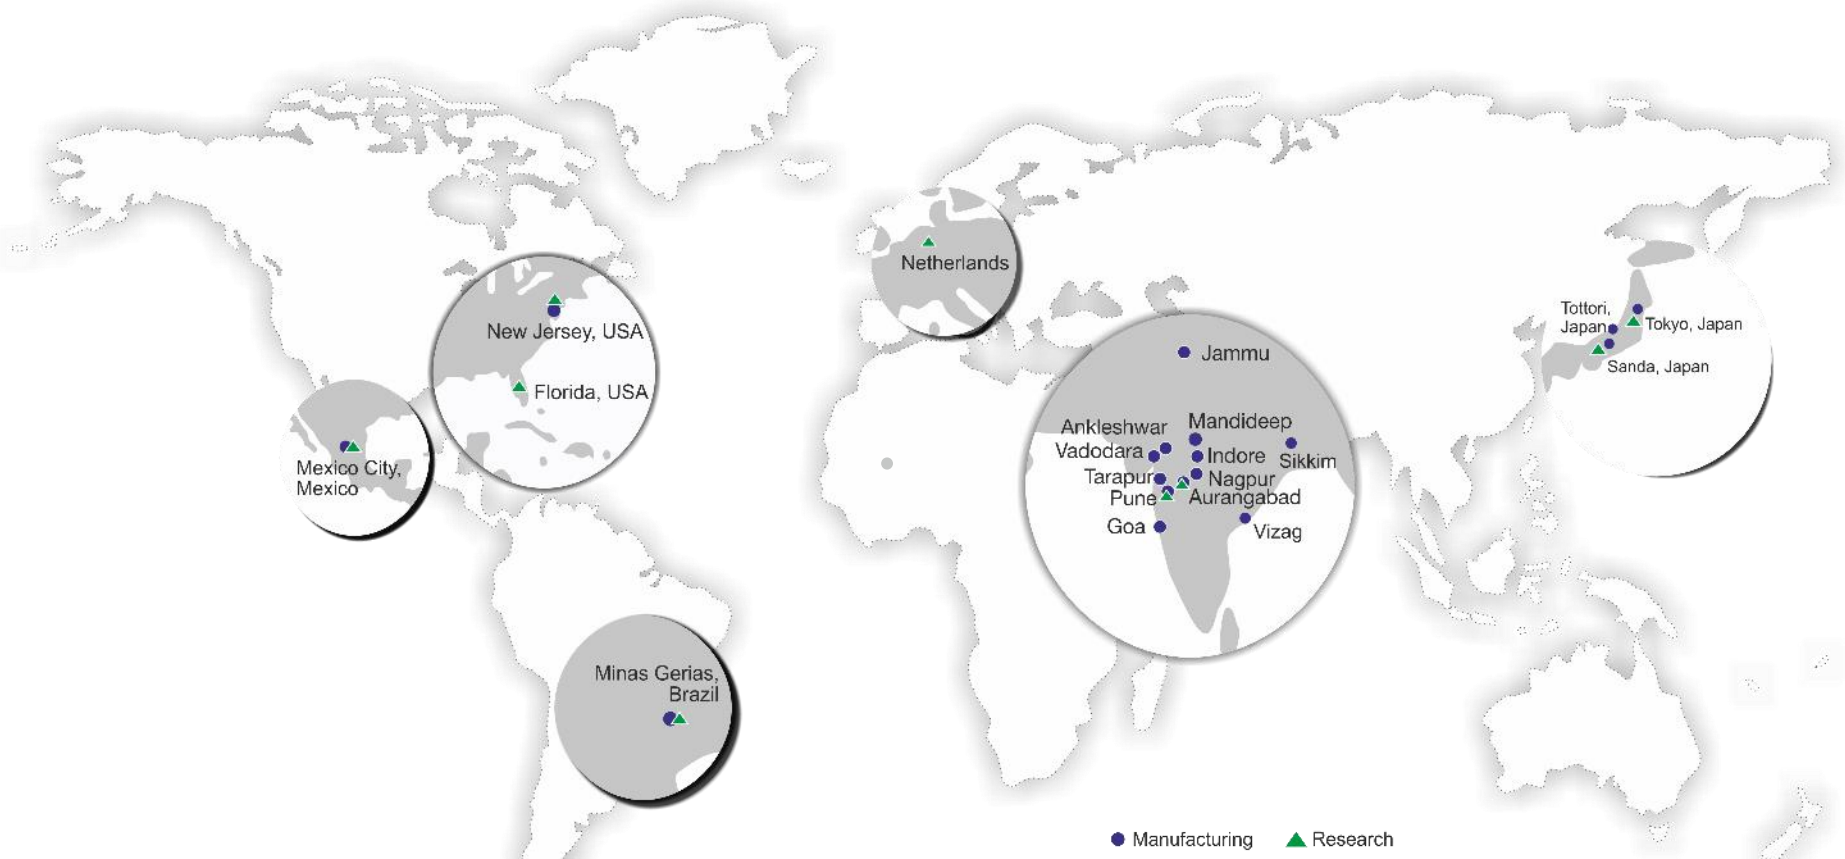 Netherlands
New Jersey, USA
Florida, USA
Mexico City,
Mexico
Minas Gerias,
Brazil
Jammu
Ankleshwar
Mandideep
Vadodara
Indore
Sikkim
Tarapur
Nagpur
Pune
Aurangabad
Goa
Vizag
Tottori,
Japan
Tokyo, Japan
Sanda, Japan
Manufacturing
Research